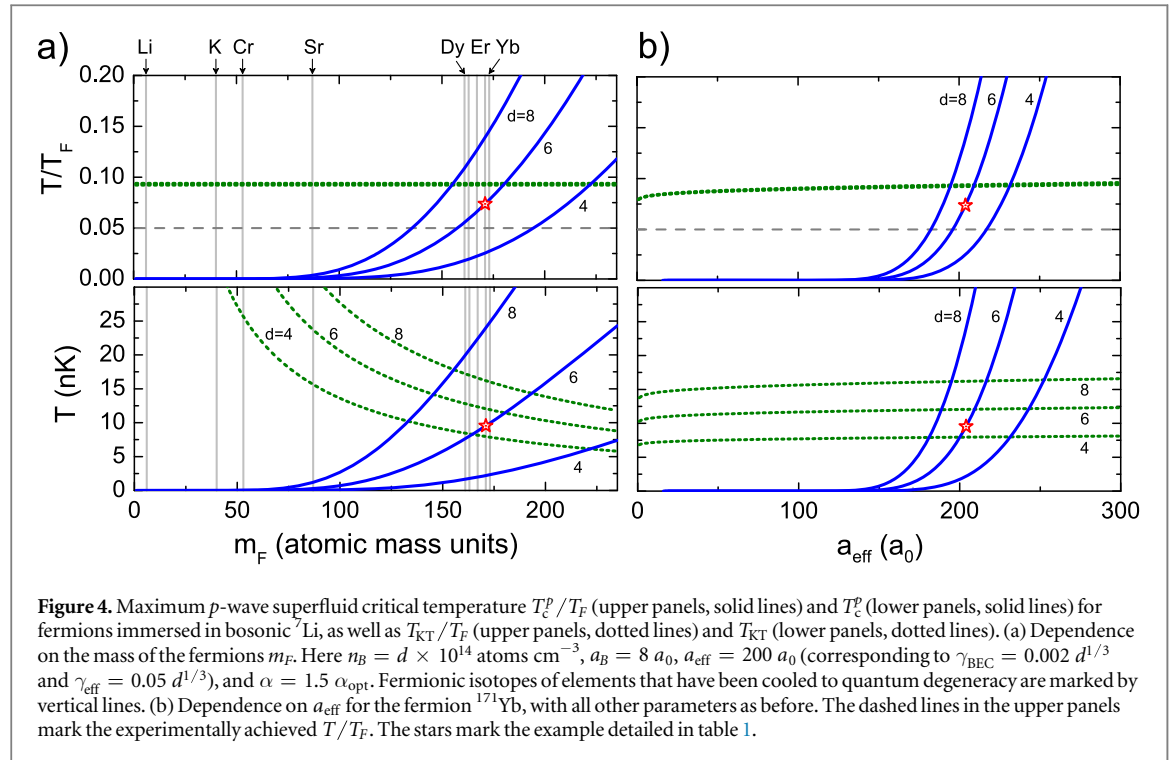 a)
b)
Li K Cr Sr Dy Er Yb
0.20
0.15
0.10
0.05
0.00
T/T_F
d=8
6
4
d=8
6
4
25
20
15
10
5
0
T (nK)
d=4
6
8
8
6
4
d=8
6
4
8
6
4
0 50 100 150 200
m_F (atomic mass units)
0 100 200 300
a_eff (a_0)
Figure 4. Maximum p-wave superfluid critical temperature T_c^p/T_F (upper panels, solid lines) and T_c^p (lower panels, solid lines) for
fermions immersed in bosonic ^7Li, as well as T_KT/T_F (upper panels, dotted lines) and T_KT (lower panels, dotted lines). (a) Dependence
on the mass of the fermions m_F. Here n_B = d × 10^14 atoms cm^−3, a_B = 8 a_0, a_eff = 200 a_0 (corresponding to γ_BEC = 0.002 d^1/3
and γ_eff = 0.05 d^1/3), and α = 1.5 α_opt. Fermionic isotopes of elements that have been cooled to quantum degeneracy are marked by
vertical lines. (b) Dependence on a_eff for the fermion ^171Yb, with all other parameters as before. The dashed lines in the upper panels
mark the experimentally achieved T/T_F. The stars mark the example detailed in table 1.